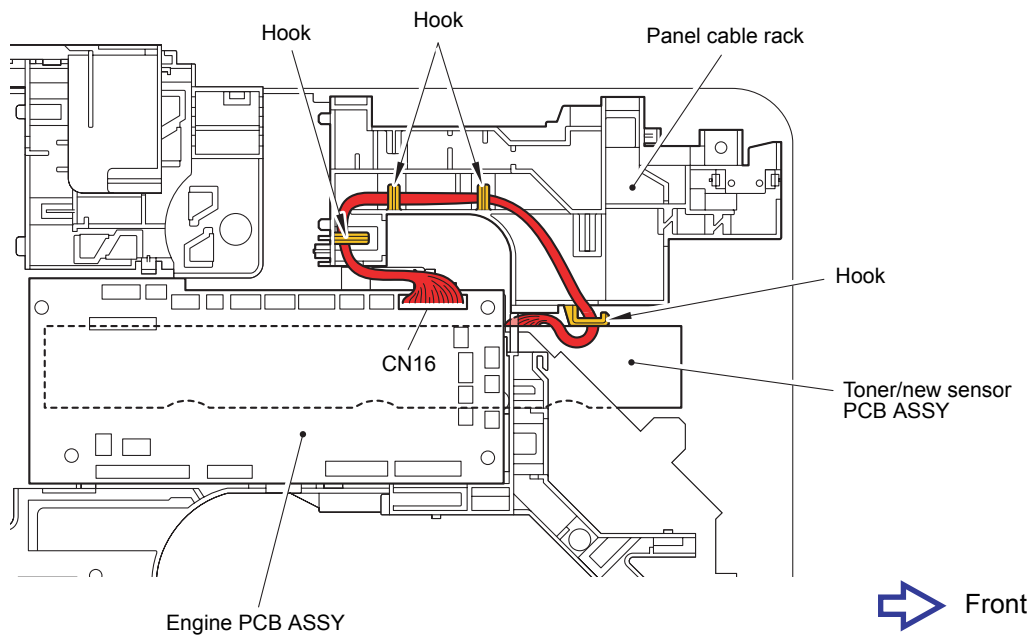 Hook
Hook
Panel cable rack
Hook
CN16
Toner/new sensor
PCB ASSY
Engine PCB ASSY
Front